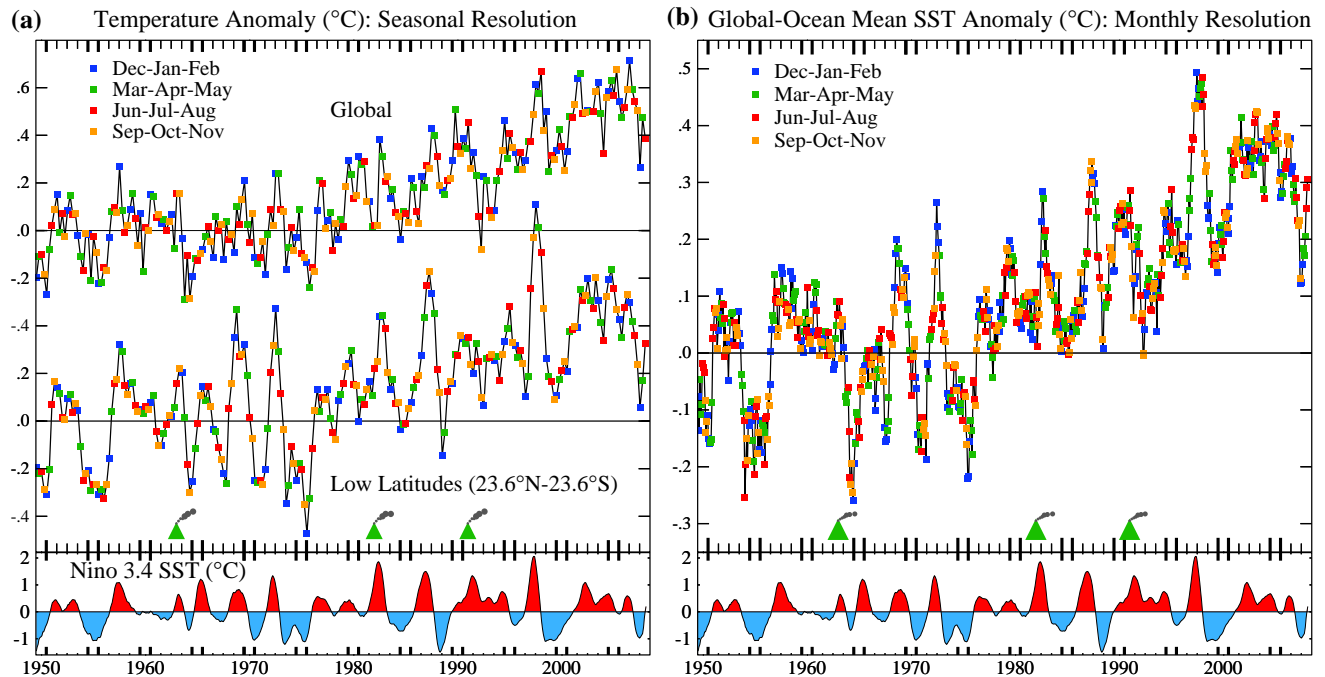 (a) Temperature Anomaly (°C): Seasonal Resolution
Dec-Jan-Feb
Mar-Apr-May
Jun-Jul-Aug
Sep-Oct-Nov
Global
.6
.4
.2
.0
-.2
-.4
.0
-.2
-.4
Low Latitudes (23.6°N-23.6°S)
Nino 3.4 SST (°C)
2
1
0
-1
1950 1960 1970 1980 1990 2000
(b) Global-Ocean Mean SST Anomaly (°C): Monthly Resolution
Dec-Jan-Feb
Mar-Apr-May
Jun-Jul-Aug
Sep-Oct-Nov
.5
.4
.3
.2
.1
.0
-.1
-.2
-.3
2
1
0
-1
1950 1960 1970 1980 1990 2000